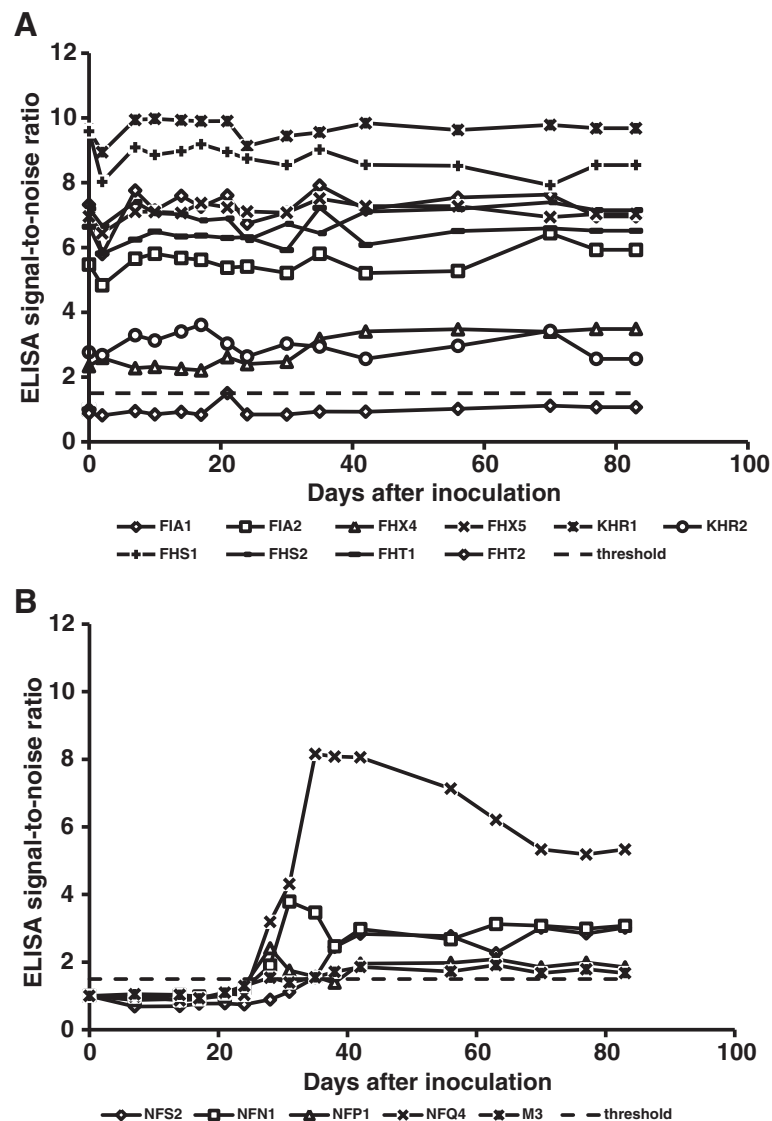 A
ELISA signal-to-noise ratio
12
10
8
6
4
2
0
0 20 40 60 80 100
Days after inoculation
FIA1 FIA2 FHX4 FHX5 KHR1 KHR2
FHS1 FHS2 FHT1 FHT2 threshold
B
ELISA signal-to-noise ratio
12
10
8
6
4
2
0
0 20 40 60 80 100
Days after inoculation
NFS2 NFN1 NFP1 NFQ4 M3 threshold